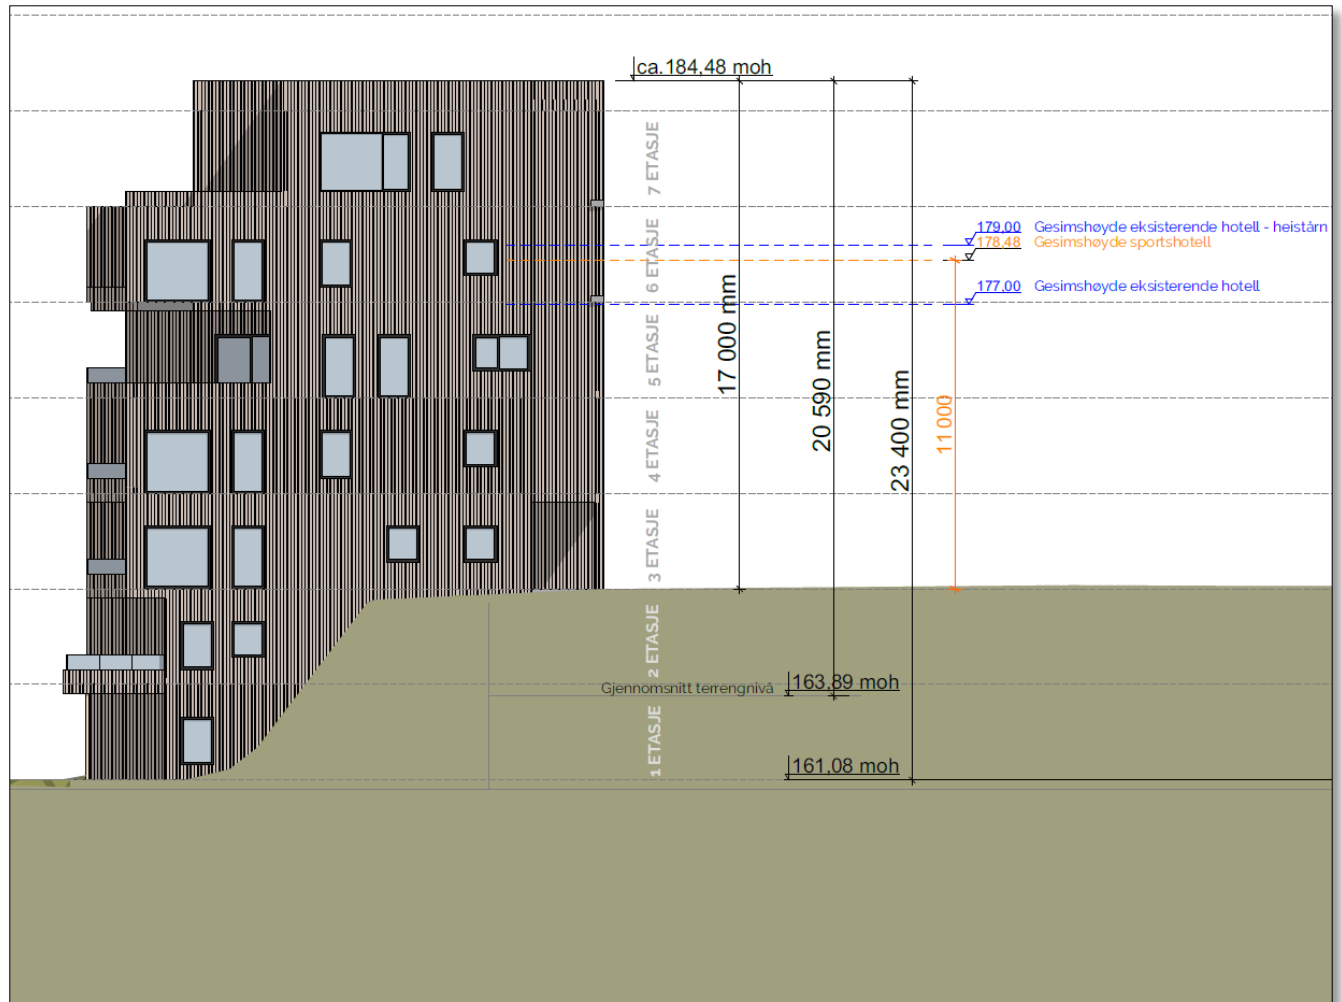 ca.184,48 moh
7 ETASJE
179,00 Gesimshøyde eksisterende hotell - heistårn
178,48 Gesimshøyde sportshotell
6 ETASJE
177,00 Gesimshøyde eksisterende hotell
17 000 mm
5 ETASJE
20 590 mm
23 400 mm
11 000
4 ETASJE
3 ETASJE
2 ETASJE
Gjennomsnitt terrengnivå 163,89 moh
1 ETASJE
161,08 moh